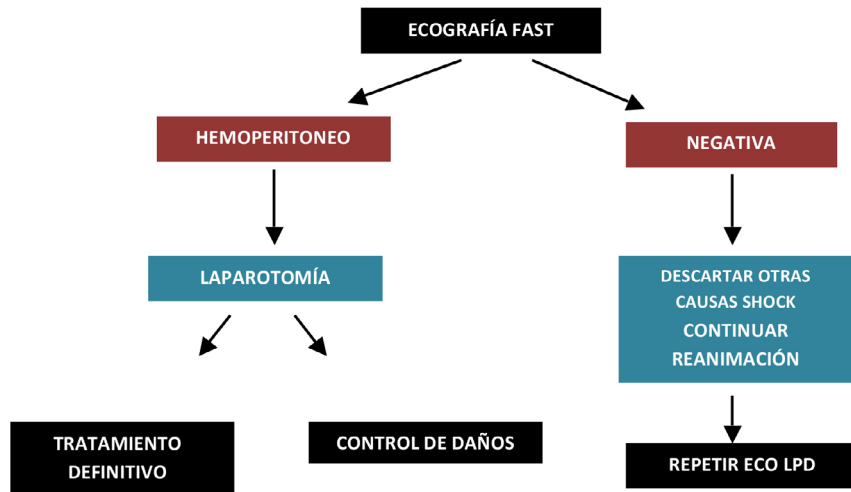 ECOGRAFÍA FAST
HEMOPERITONEO
NEGATIVA
LAPAROTOMÍA
DESCARTAR OTRAS
CAUSAS SHOCK
CONTINUAR
REANIMACIÓN
TRATAMIENTO
DEFINITIVO
CONTROL DE DAÑOS
REPETIR ECO LPD